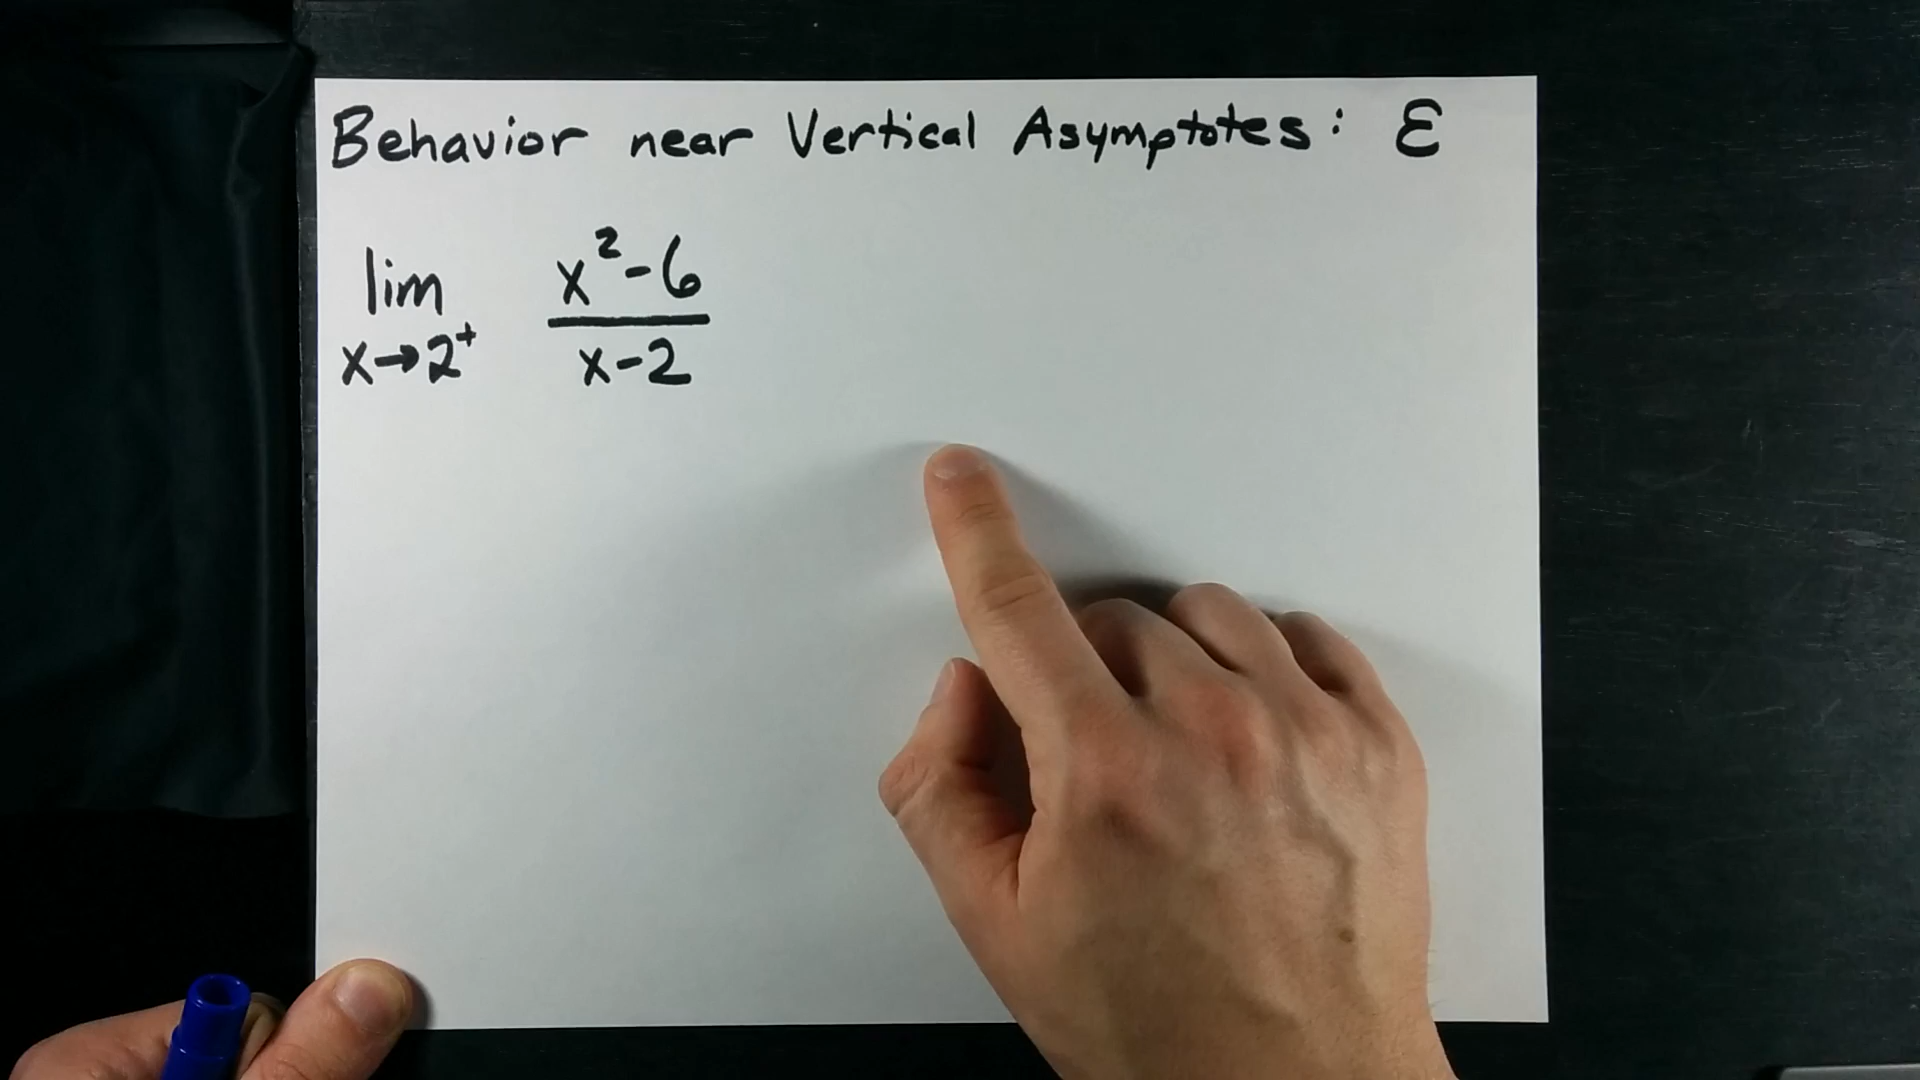 Behavior near Vertical Asymptotes: ε
lim x→2⁺ (x²-6)/(x-2)